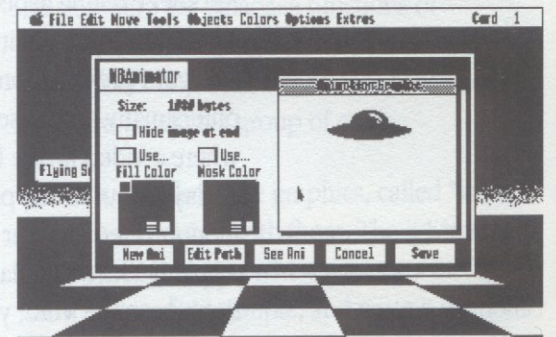 File Edit Move Tools Objects Colors Options Extras Card 1
NBAnimator
Size: bytes
Hide image at end
Use... Use...
Fill Color Mask Color
Flying
New Ani Edit Path See Ani Cancel Save